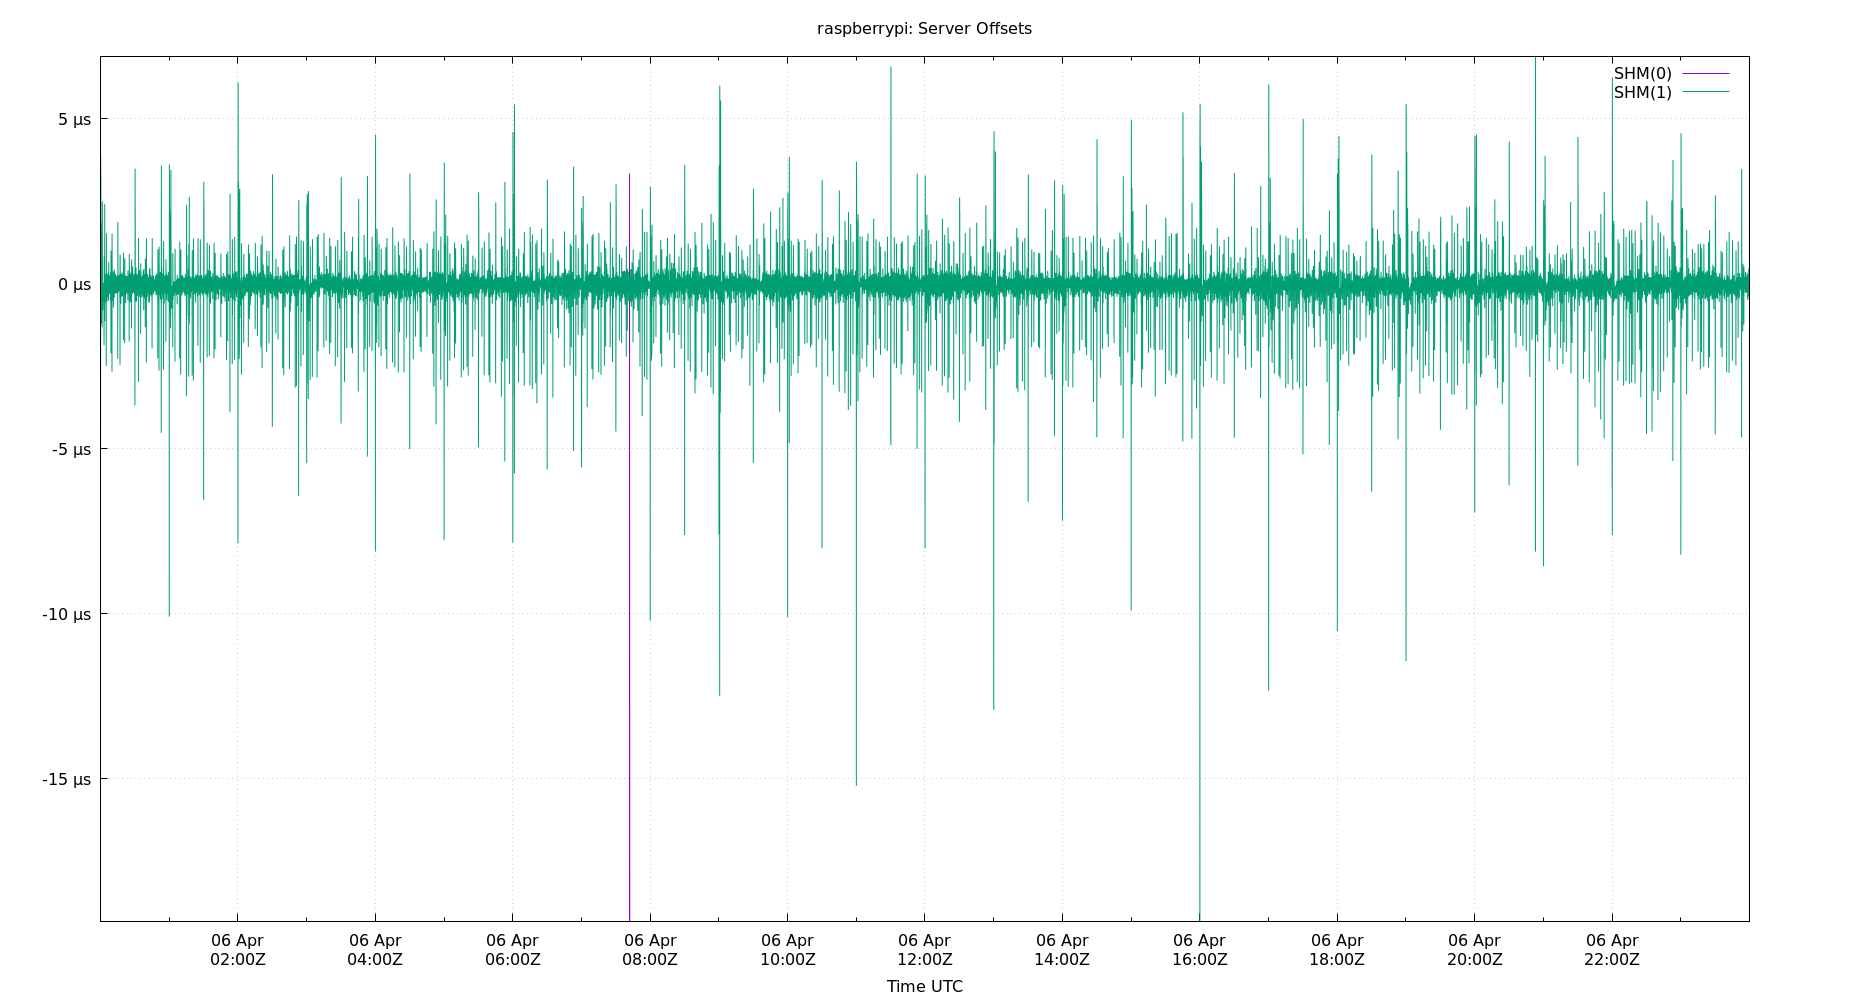 raspberrypi: Server Offsets
SHM(0)
SHM(1)
5 µs
0 µs
-5 µs
-10 µs
-15 µs
06 Apr 06 Apr 06 Apr 06 Apr 06 Apr 06 Apr 06 Apr 06 Apr 06 Apr 06 Apr 06 Apr
02:00Z 04:00Z 06:00Z 08:00Z 10:00Z 12:00Z 14:00Z 16:00Z 18:00Z 20:00Z 22:00Z
Time UTC